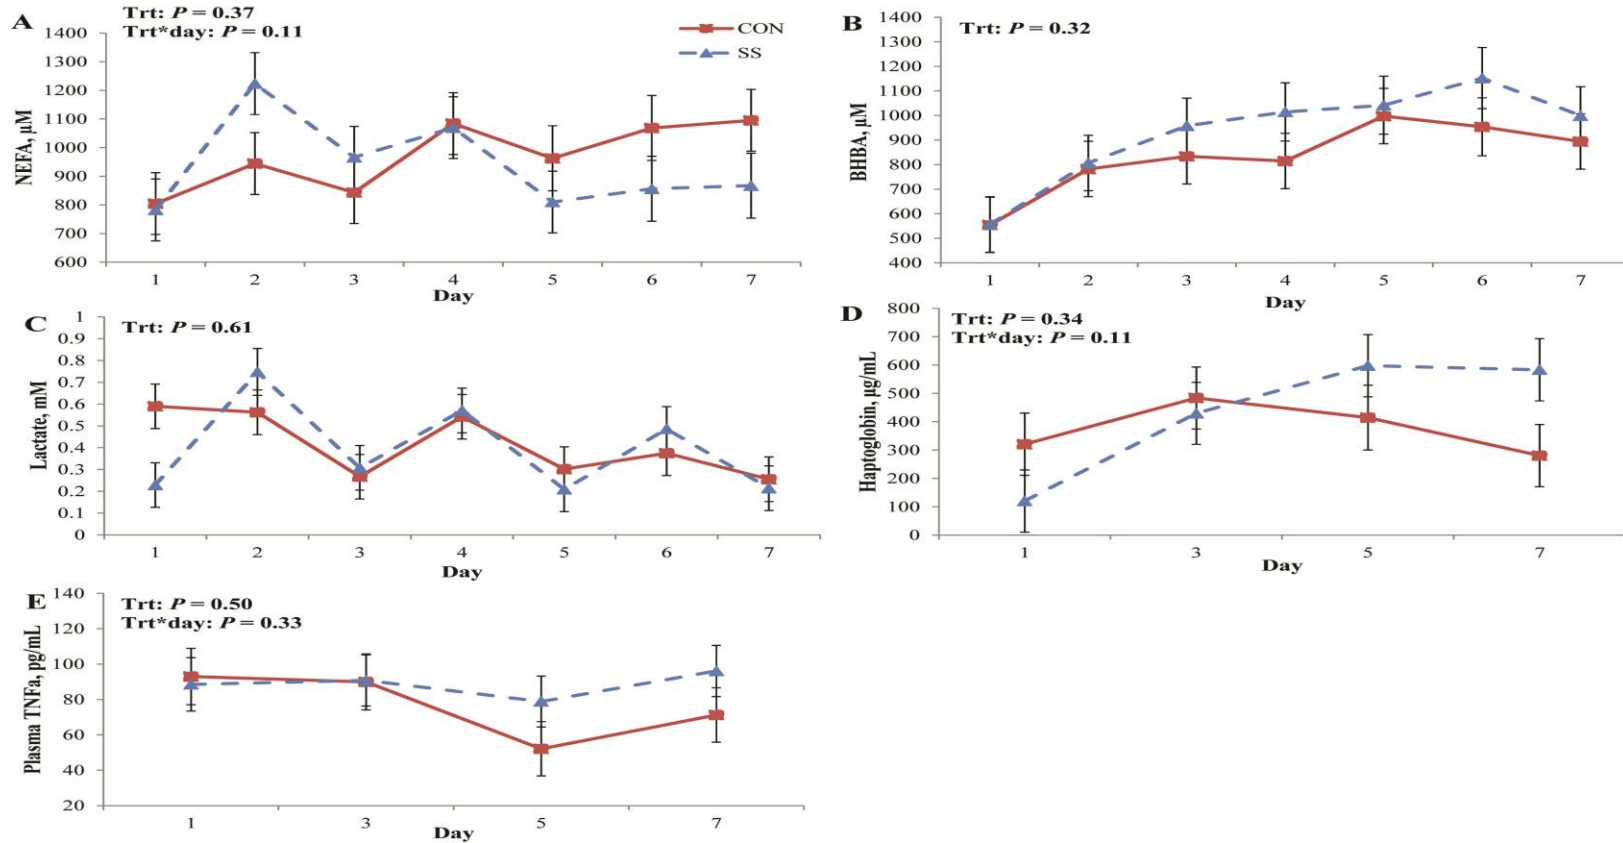 A
Trt: P = 0.37
Trt*day: P = 0.11
CON
SS
1400
1300
1200
1100
1000
900
800
700
600
NEFA, µM
1 2 3 4 5 6 7
Day
B
Trt: P = 0.32
1400
1300
1200
1100
1000
900
800
700
600
500
400
BHBA, µM
1 2 3 4 5 6 7
Day
C
Trt: P = 0.61
1
0.9
0.8
0.7
0.6
0.5
0.4
0.3
0.2
0.1
0
Lactate, mM
1 2 3 4 5 6 7
Day
D
Trt: P = 0.34
Trt*day: P = 0.11
800
700
600
500
400
300
200
100
0
Haptoglobin, µg/mL
1 3 5 7
Day
E
Trt: P = 0.50
Trt*day: P = 0.33
140
120
100
80
60
40
20
Plasma TNFa, pg/mL
1 3 5 7
Day